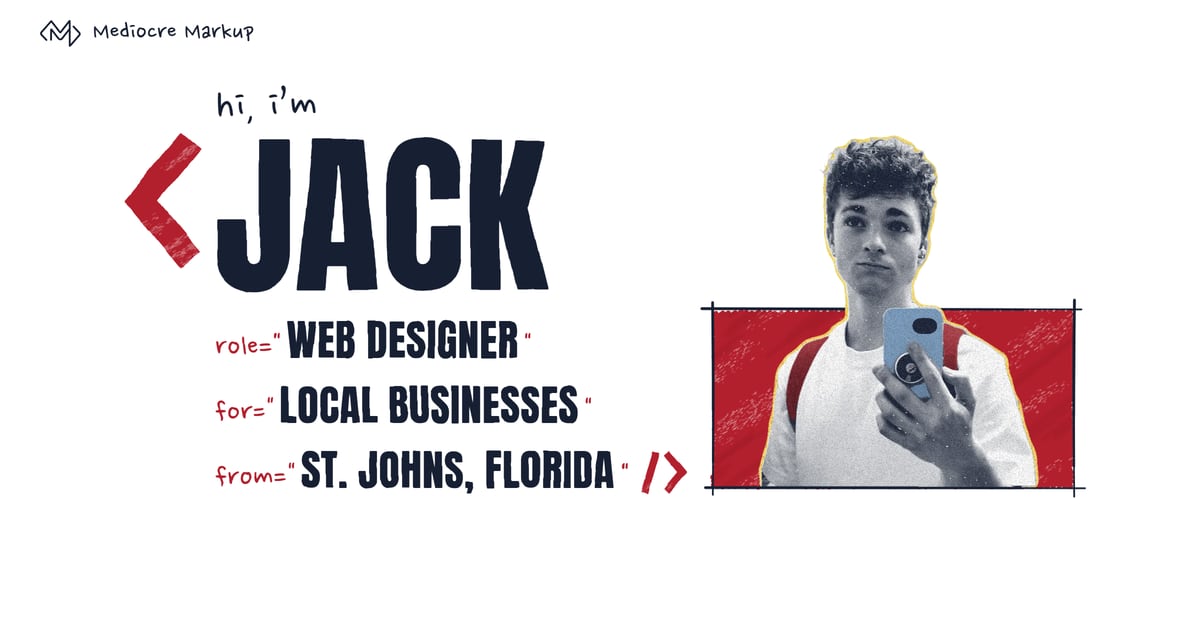 Mediocre Markup
hi, i'm
<JACK
role="WEB DESIGNER"
for="LOCAL BUSINESSES"
from="ST. JOHNS, FLORIDA" />